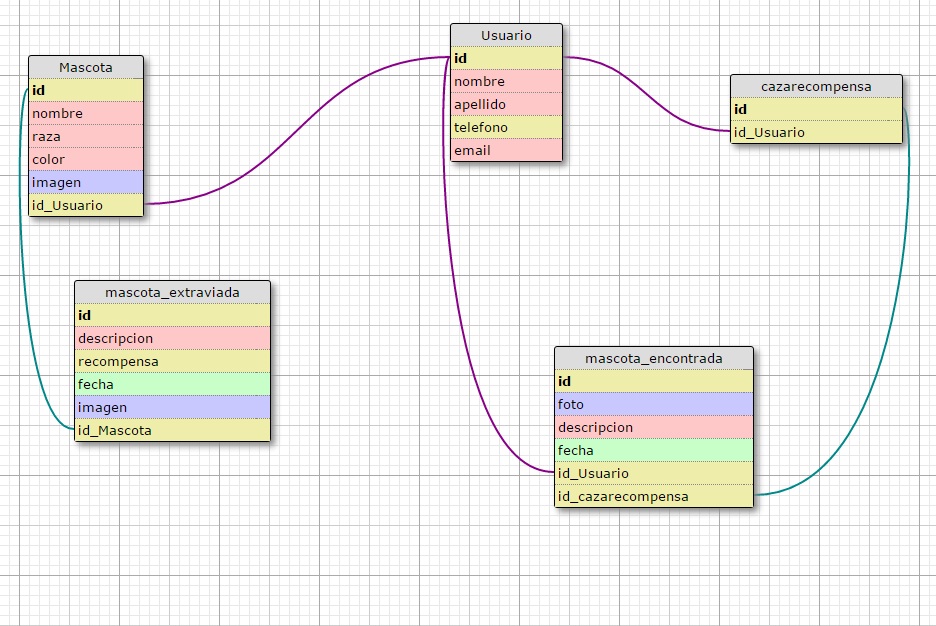 Mascota
id
nombre
raza
color
imagen
id_Usuario
Usuario
id
nombre
apellido
telefono
email
cazarecompensa
id
id_Usuario
mascota_extraviada
id
descripcion
recompensa
fecha
imagen
id_Mascota
mascota_encontrada
id
foto
descripcion
fecha
id_Usuario
id_cazarecompensa